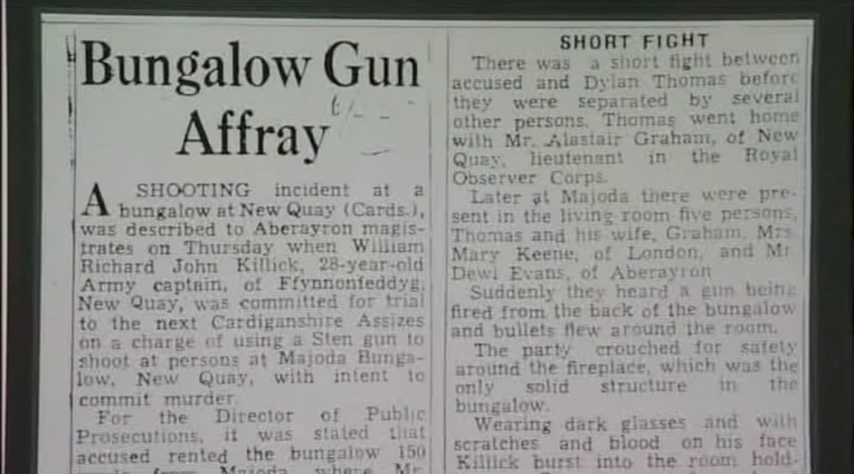 Bungalow Gun
Affray
A SHOOTING incident at a
bungalow at New Quay (Cards.),
was described to Aberayron magis-
trates on Thursday when William
Richard John Killick, 28-year-old
Army captain, of Ffynnonfeddyg,
New Quay, was committed for trial
to the next Cardiganshire Assizes
on a charge of using a Sten gun to
shoot at persons at Majoda Bunga-
low, New Quay, with intent to
commit murder.
For the Director of Public
Prosecutions, it was stated that
accused rented the bungalow 150
from Majoda, where Mr.
SHORT FIGHT
There was a short fight between
accused and Dylan Thomas before
they were separated by several
other persons. Thomas went home
with Mr. Alastair Graham, of New
Quay, lieutenant in the Royal
Observer Corps.
Later at Majoda there were pre-
sent in the living-room five persons,
Thomas and his wife, Graham, Mrs.
Mary Keene, of London, and Mr
Dewi Evans, of Aberayron
Suddenly they heard a gun being
fired from the back of the bungalow
and bullets flew around the room.
The party crouched for safety
around the fireplace, which was the
only solid structure in the
bungalow.
Wearing dark glasses and with
scratches and blood on his face
Killick burst into the room hold-